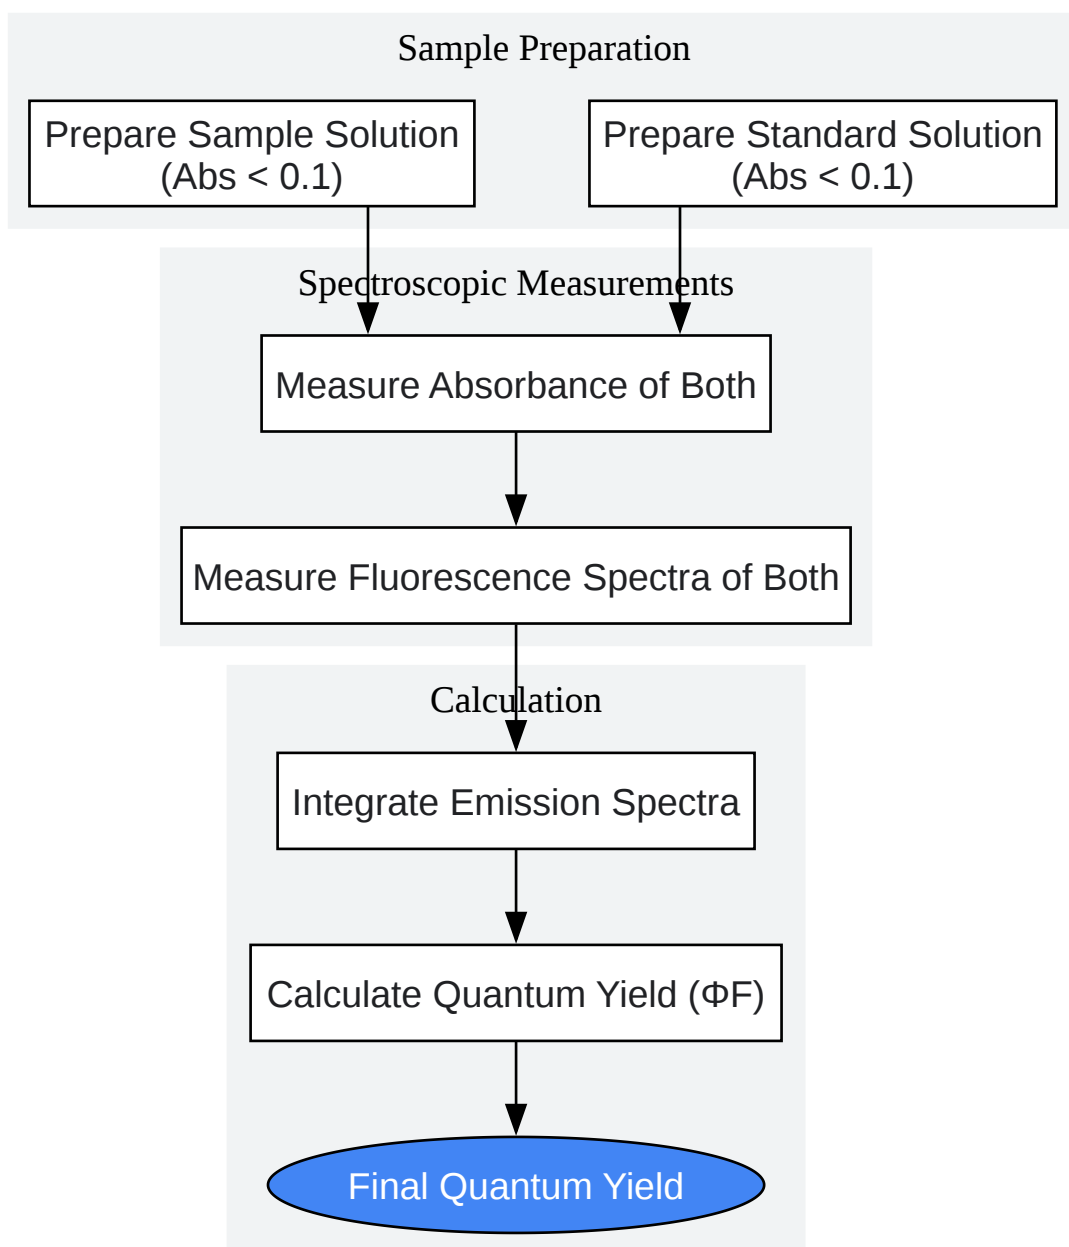 Sample Preparation
Prepare Sample Solution
(Abs < 0.1)
Prepare Standard Solution
(Abs < 0.1)
Spectroscopic Measurements
Measure Absorbance of Both
Measure Fluorescence Spectra of Both
Calculation
Integrate Emission Spectra
Calculate Quantum Yield (ΦF)
Final Quantum Yield